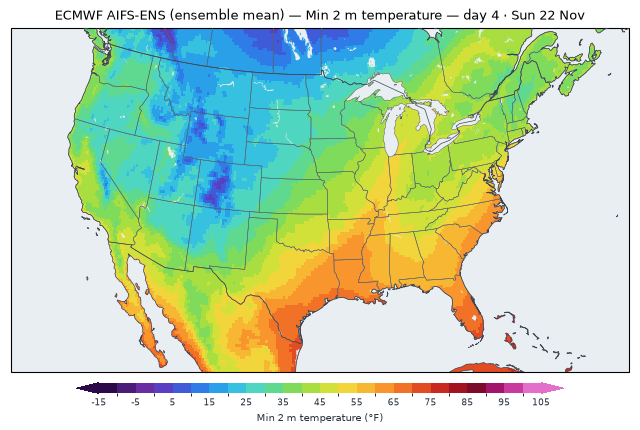 ECMWF AIFS-ENS (ensemble mean) — Min 2 m temperature — day 4 · Sun 22 Nov
-15 -5 5 15 25 35 45 55 65 75 85 95 105
Min 2 m temperature (°F)